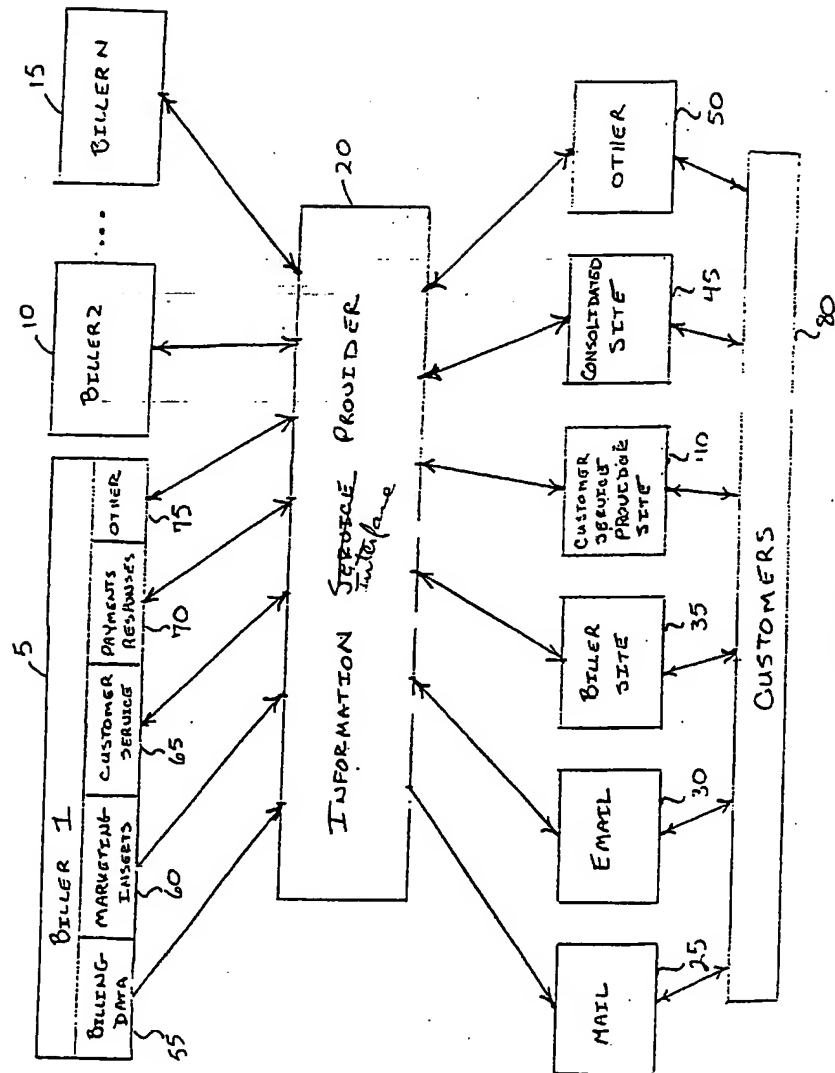 5
BILLER 1
BILLING DATA
MARKETING INSERTS
CUSTOMER SERVICE
PAYMENTS RESPONSES
OTHER
55
60
65
70
75
10
BILLER 2
...
15
BILLER N
20
INFORMATION SERVICE PROVIDER
Interface
MAIL
25
EMAIL
30
BILLER SITE
35
CUSTOMER SERVICE PROVIDER SITE
40
CONSOLIDATED SITE
45
OTHER
50
CUSTOMERS
80